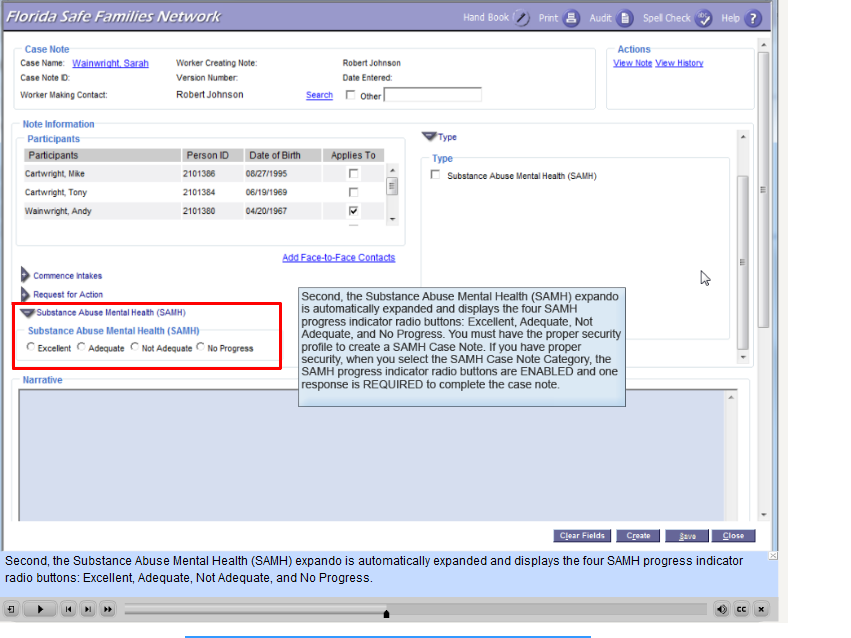 Florida Safe Families Network
Hand Book Print Audit Spell Check Help ?
Case Note
Case Name: Wainwright, Sarah Worker Creating Note: Robert Johnson
Case Note ID: Version Number: Date Entered:
Worker Making Contact: Robert Johnson Search Other
Actions
View Note View History
Note Information
Participants
Participants Person ID Date of Birth Applies To
Cartwright, Mike 2101386 08/27/1995
Cartwright, Tony 2101384 06/19/1969
Wainwright, Andy 2101380 04/20/1967
Add Face-to-Face Contacts
Type
Type
Substance Abuse Mental Health (SAMH)
Commence Intakes
Request for Action
Substance Abuse Mental Health (SAMH)
Substance Abuse Mental Health (SAMH)
Excellent Adequate Not Adequate No Progress
Second, the Substance Abuse Mental Health (SAMH) expando
is automatically expanded and displays the four SAMH
progress indicator radio buttons: Excellent, Adequate, Not
Adequate, and No Progress. You must have the proper security
profile to create a SAMH Case Note. If you have proper
security, when you select the SAMH Case Note Category, the
SAMH progress indicator radio buttons are ENABLED and one
response is REQUIRED to complete the case note.
Narrative
Clear Fields Create Save Close
Second, the Substance Abuse Mental Health (SAMH) expando is automatically expanded and displays the four SAMH progress indicator
radio buttons: Excellent, Adequate, Not Adequate, and No Progress.
CC